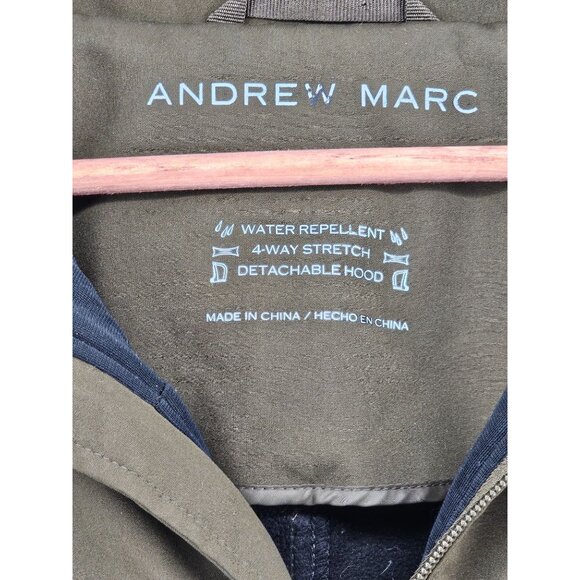 ANDREW MARC
WATER REPELLENT
4-WAY STRETCH
DETACHABLE HOOD
MADE IN CHINA / HECHO EN CHINA